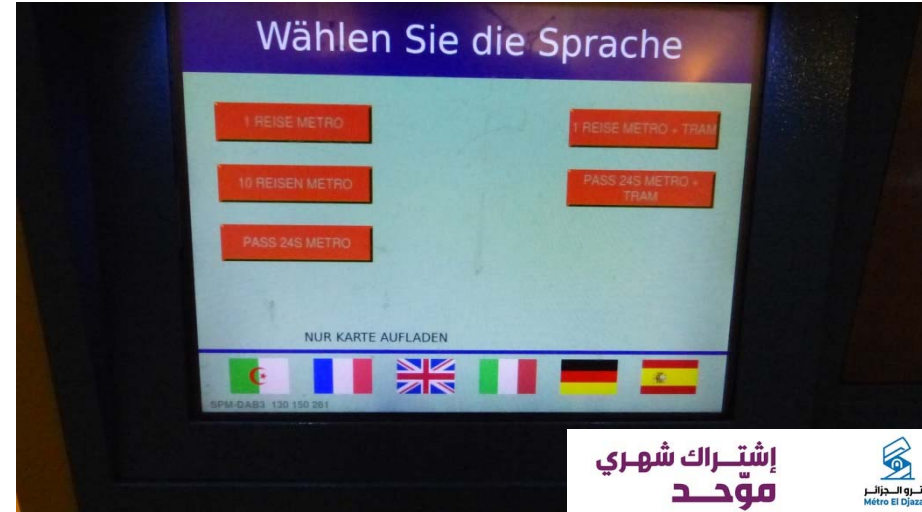 Wählen Sie die Sprache
1 REISE METRO
1 REISE METRO + TRAM
10 REISEN METRO
PASS 24S METRO +
TRAM
PASS 24S METRO
NUR KARTE AUFLADEN
SPM-DAB3 130 150 261
إشتــراك شهـري
موّحــد
Métro El Djaza